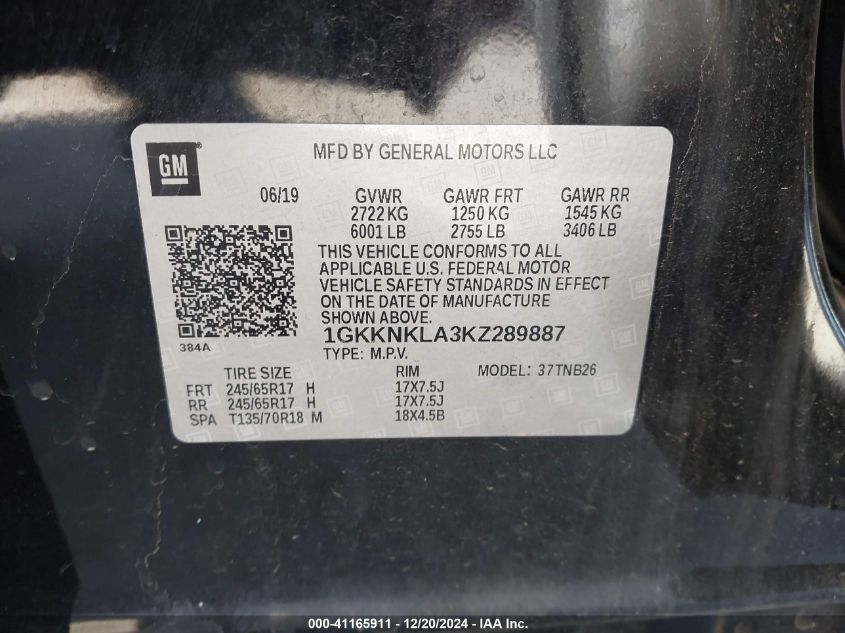 GM
MFD BY GENERAL MOTORS LLC
06/19 GVWR GAWR FRT GAWR RR
2722 KG 1250 KG 1545 KG
6001 LB 2755 LB 3406 LB
THIS VEHICLE CONFORMS TO ALL
APPLICABLE U.S. FEDERAL MOTOR
VEHICLE SAFETY STANDARDS IN EFFECT
ON THE DATE OF MANUFACTURE
SHOWN ABOVE.
384A
1GKKNKLA3KZ289887
TYPE: M.P.V.
TIRE SIZE RIM MODEL: 37TNB26
FRT 245/65R17 H 17X7.5J
RR 245/65R17 H 17X7.5J
SPA T135/70R18 M 18X4.5B
000-41165911 - 12/20/2024 - IAA Inc.